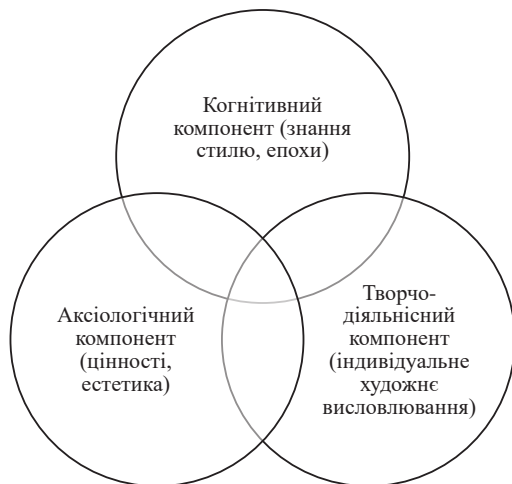 Когнітивний
компонент (знання
стилю, епохи)
Аксіологічний
компонент
(цінності,
естетика)
Творчо-
діяльнісний
компонент
(індивідуальне
художнє
висловлювання)